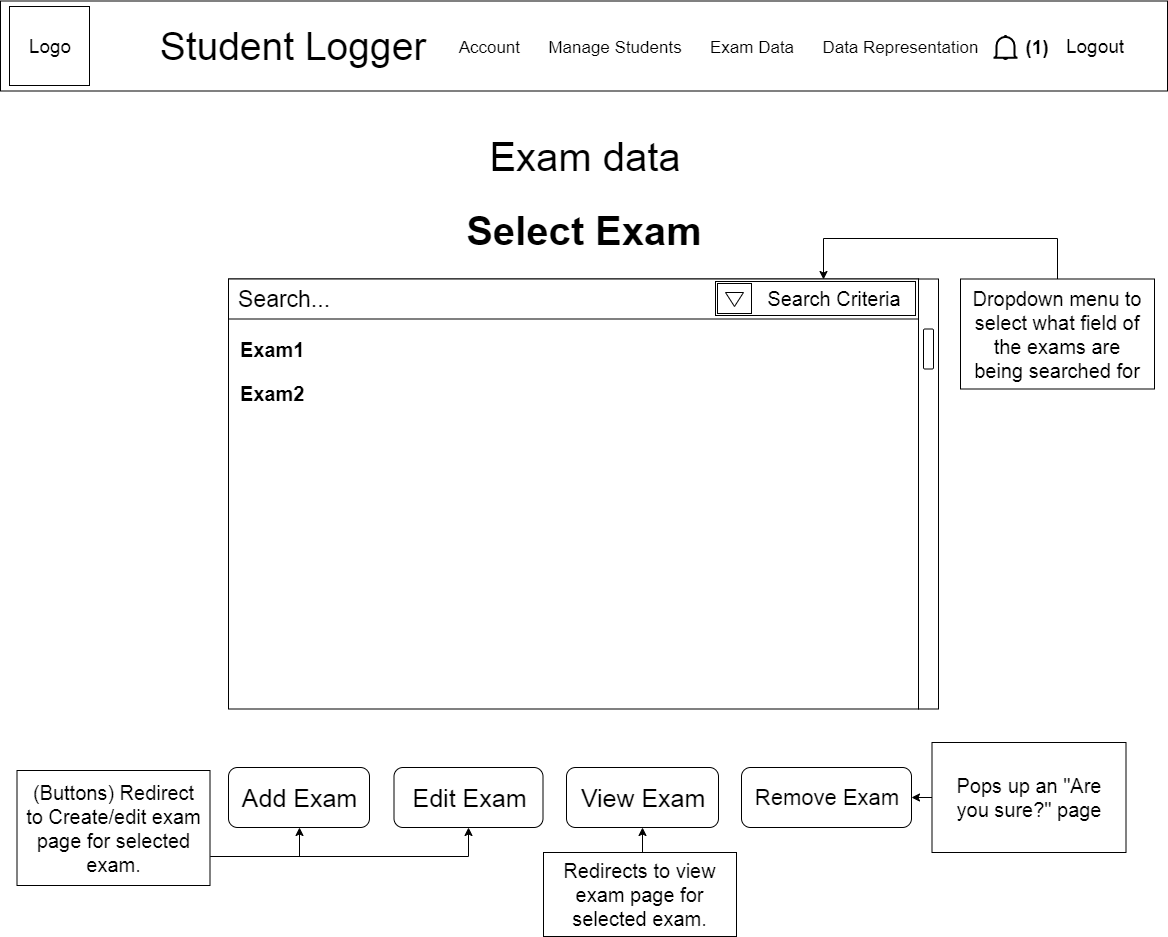 Logo
Student Logger
Account
Manage Students
Exam Data
Data Representation
(1)
Logout
Exam data
Select Exam
Search...
Search Criteria
Dropdown menu to
select what field of
the exams are
being searched for
Exam1
Exam2
(Buttons) Redirect
to Create/edit exam
page for selected
exam.
Add Exam
Edit Exam
View Exam
Remove Exam
Pops up an "Are
you sure?" page
Redirects to view
exam page for
selected exam.